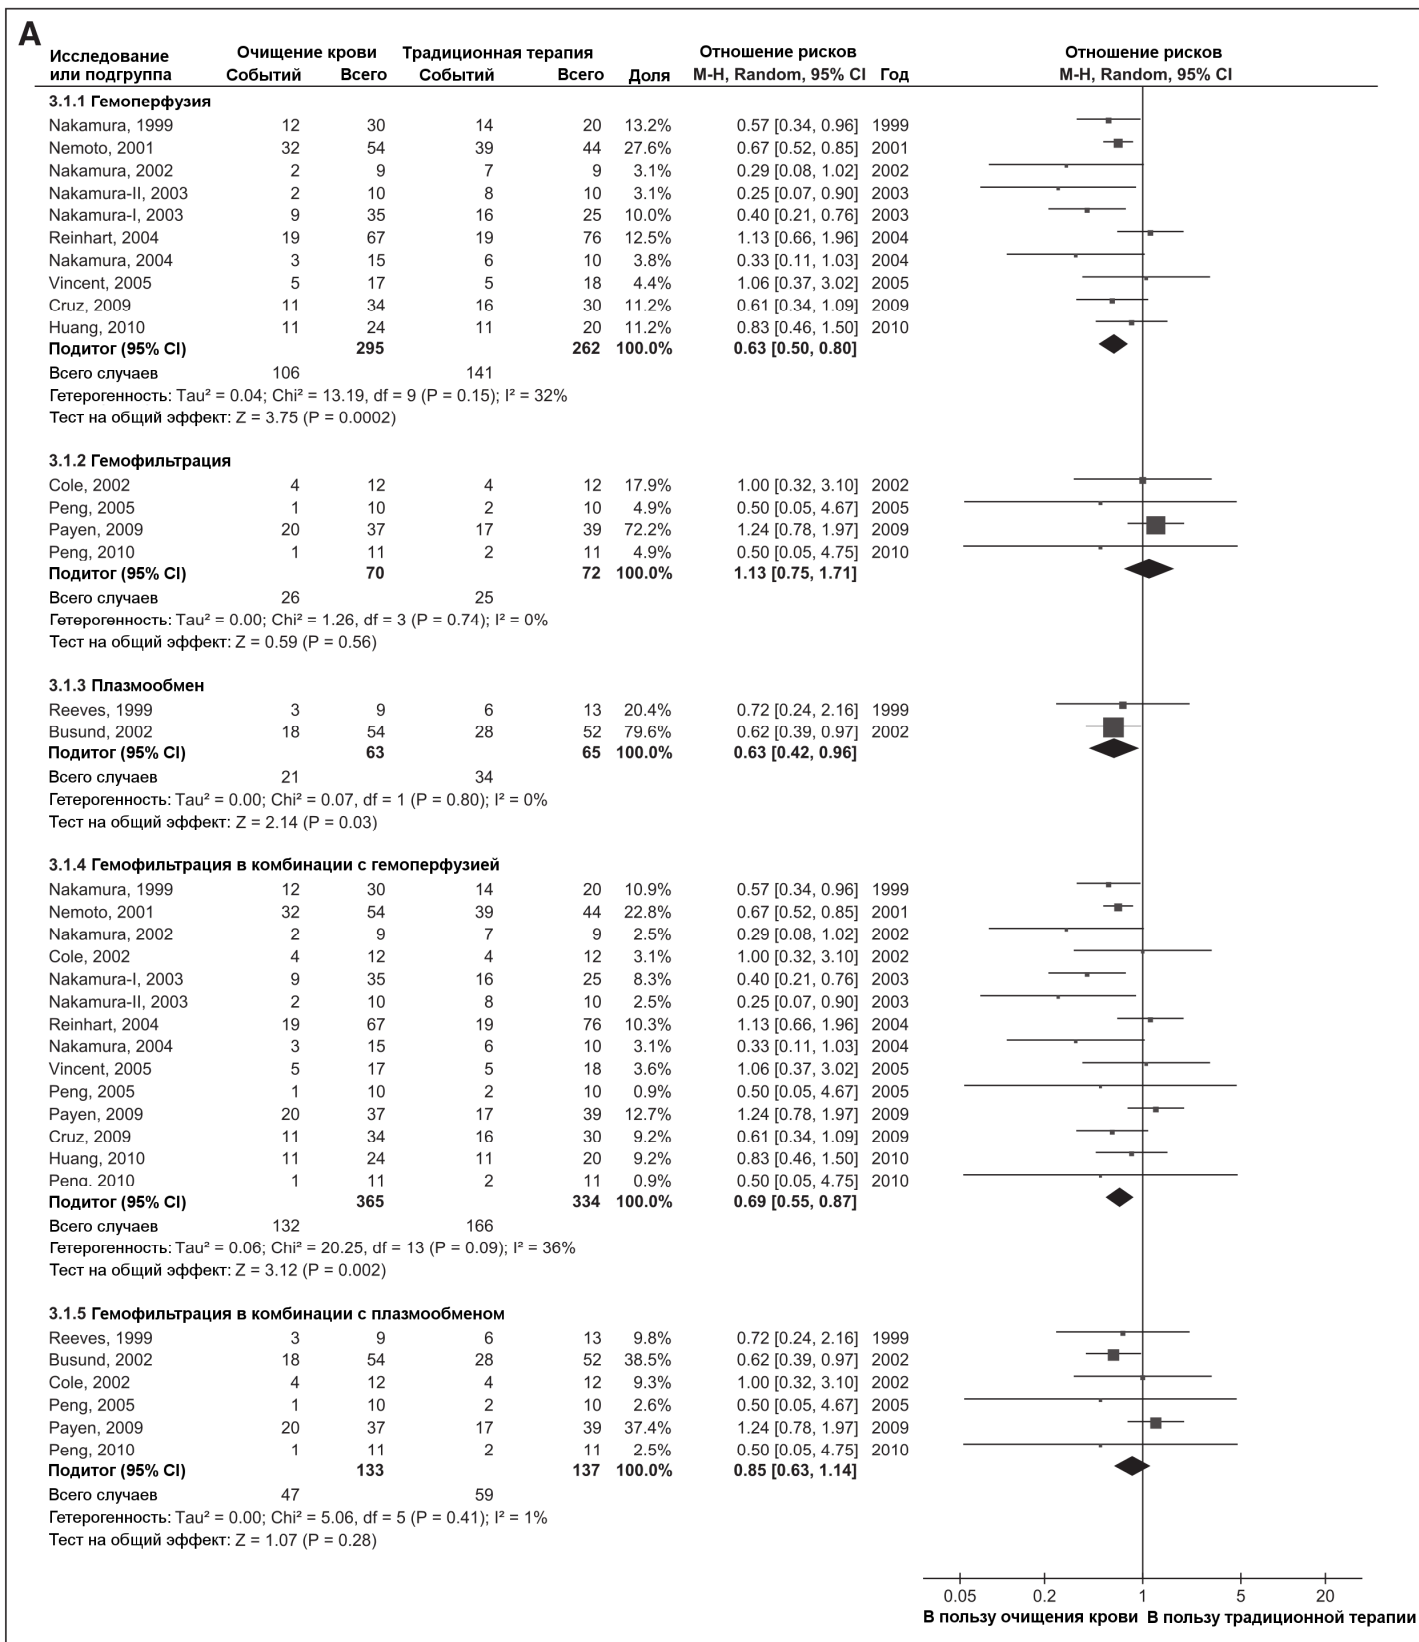 A
Исследование или подгруппа Очищение крови Традиционная терапия Отношение рисков Отношение рисков
Событий Всего Событий Всего Доля M-H, Random, 95% CI Год M-H, Random, 95% CI
3.1.1 Гемоперфузия
Nakamura, 1999 12 30 14 20 13.2% 0.57 [0.34, 0.96] 1999
Nemoto, 2001 32 54 39 44 27.6% 0.67 [0.52, 0.85] 2001
Nakamura, 2002 2 9 7 9 3.1% 0.29 [0.08, 1.02] 2002
Nakamura-II, 2003 2 10 8 10 3.1% 0.25 [0.07, 0.90] 2003
Nakamura-I, 2003 9 35 16 25 10.0% 0.40 [0.21, 0.76] 2003
Reinhart, 2004 19 67 19 76 12.5% 1.13 [0.66, 1.96] 2004
Nakamura, 2004 3 15 6 10 3.8% 0.33 [0.11, 1.03] 2004
Vincent, 2005 5 17 5 18 4.4% 1.06 [0.37, 3.02] 2005
Cruz, 2009 11 34 16 30 11.2% 0.61 [0.34, 1.09] 2009
Huang, 2010 11 24 11 20 11.2% 0.83 [0.46, 1.50] 2010
Подитог (95% CI) 295 262 100.0% 0.63 [0.50, 0.80]
Всего случаев 106 141
Гетерогенность: Tau² = 0.04; Chi² = 13.19, df = 9 (P = 0.15); I² = 32%
Тест на общий эффект: Z = 3.75 (P = 0.0002)
3.1.2 Гемофильтрация
Cole, 2002 4 12 4 12 17.9% 1.00 [0.32, 3.10] 2002
Peng, 2005 1 10 2 10 4.9% 0.50 [0.05, 4.67] 2005
Payen, 2009 20 37 17 39 72.2% 1.24 [0.78, 1.97] 2009
Peng, 2010 1 11 2 11 4.9% 0.50 [0.05, 4.75] 2010
Подитог (95% CI) 70 72 100.0% 1.13 [0.75, 1.71]
Всего случаев 26 25
Гетерогенность: Tau² = 0.00; Chi² = 1.26, df = 3 (P = 0.74); I² = 0%
Тест на общий эффект: Z = 0.59 (P = 0.56)
3.1.3 Плазмообмен
Reeves, 1999 3 9 6 13 20.4% 0.72 [0.24, 2.16] 1999
Busund, 2002 18 54 28 52 79.6% 0.62 [0.39, 0.97] 2002
Подитог (95% CI) 63 65 100.0% 0.63 [0.42, 0.96]
Всего случаев 21 34
Гетерогенность: Tau² = 0.00; Chi² = 0.07, df = 1 (P = 0.80); I² = 0%
Тест на общий эффект: Z = 2.14 (P = 0.03)
3.1.4 Гемофильтрация в комбинации с гемоперфузией
Nakamura, 1999 12 30 14 20 10.9% 0.57 [0.34, 0.96] 1999
Nemoto, 2001 32 54 39 44 22.8% 0.67 [0.52, 0.85] 2001
Nakamura, 2002 2 9 7 9 2.5% 0.29 [0.08, 1.02] 2002
Cole, 2002 4 12 4 12 3.1% 1.00 [0.32, 3.10] 2002
Nakamura-I, 2003 9 35 16 25 8.3% 0.40 [0.21, 0.76] 2003
Nakamura-II, 2003 2 10 8 10 2.5% 0.25 [0.07, 0.90] 2003
Reinhart, 2004 19 67 19 76 10.3% 1.13 [0.66, 1.96] 2004
Nakamura, 2004 3 15 6 10 3.1% 0.33 [0.11, 1.03] 2004
Vincent, 2005 5 17 5 18 3.6% 1.06 [0.37, 3.02] 2005
Peng, 2005 1 10 2 10 0.9% 0.50 [0.05, 4.67] 2005
Payen, 2009 20 37 17 39 12.7% 1.24 [0.78, 1.97] 2009
Cruz, 2009 11 34 16 30 9.2% 0.61 [0.34, 1.09] 2009
Huang, 2010 11 24 11 20 9.2% 0.83 [0.46, 1.50] 2010
Peng, 2010 1 11 2 11 0.9% 0.50 [0.05, 4.75] 2010
Подитог (95% CI) 365 334 100.0% 0.69 [0.55, 0.87]
Всего случаев 132 166
Гетерогенность: Tau² = 0.06; Chi² = 20.25, df = 13 (P = 0.09); I² = 36%
Тест на общий эффект: Z = 3.12 (P = 0.002)
3.1.5 Гемофильтрация в комбинации с плазмообменом
Reeves, 1999 3 9 6 13 9.8% 0.72 [0.24, 2.16] 1999
Busund, 2002 18 54 28 52 38.5% 0.62 [0.39, 0.97] 2002
Cole, 2002 4 12 4 12 9.3% 1.00 [0.32, 3.10] 2002
Peng, 2005 1 10 2 10 2.6% 0.50 [0.05, 4.67] 2005
Payen, 2009 20 37 17 39 37.4% 1.24 [0.78, 1.97] 2009
Peng, 2010 1 11 2 11 2.5% 0.50 [0.05, 4.75] 2010
Подитог (95% CI) 133 137 100.0% 0.85 [0.63, 1.14]
Всего случаев 47 59
Гетерогенность: Tau² = 0.00; Chi² = 5.06, df = 5 (P = 0.41); I² = 1%
Тест на общий эффект: Z = 1.07 (P = 0.28)
0.05 0.2 1 5 20
В пользу очищения крови В пользу традиционной терапии